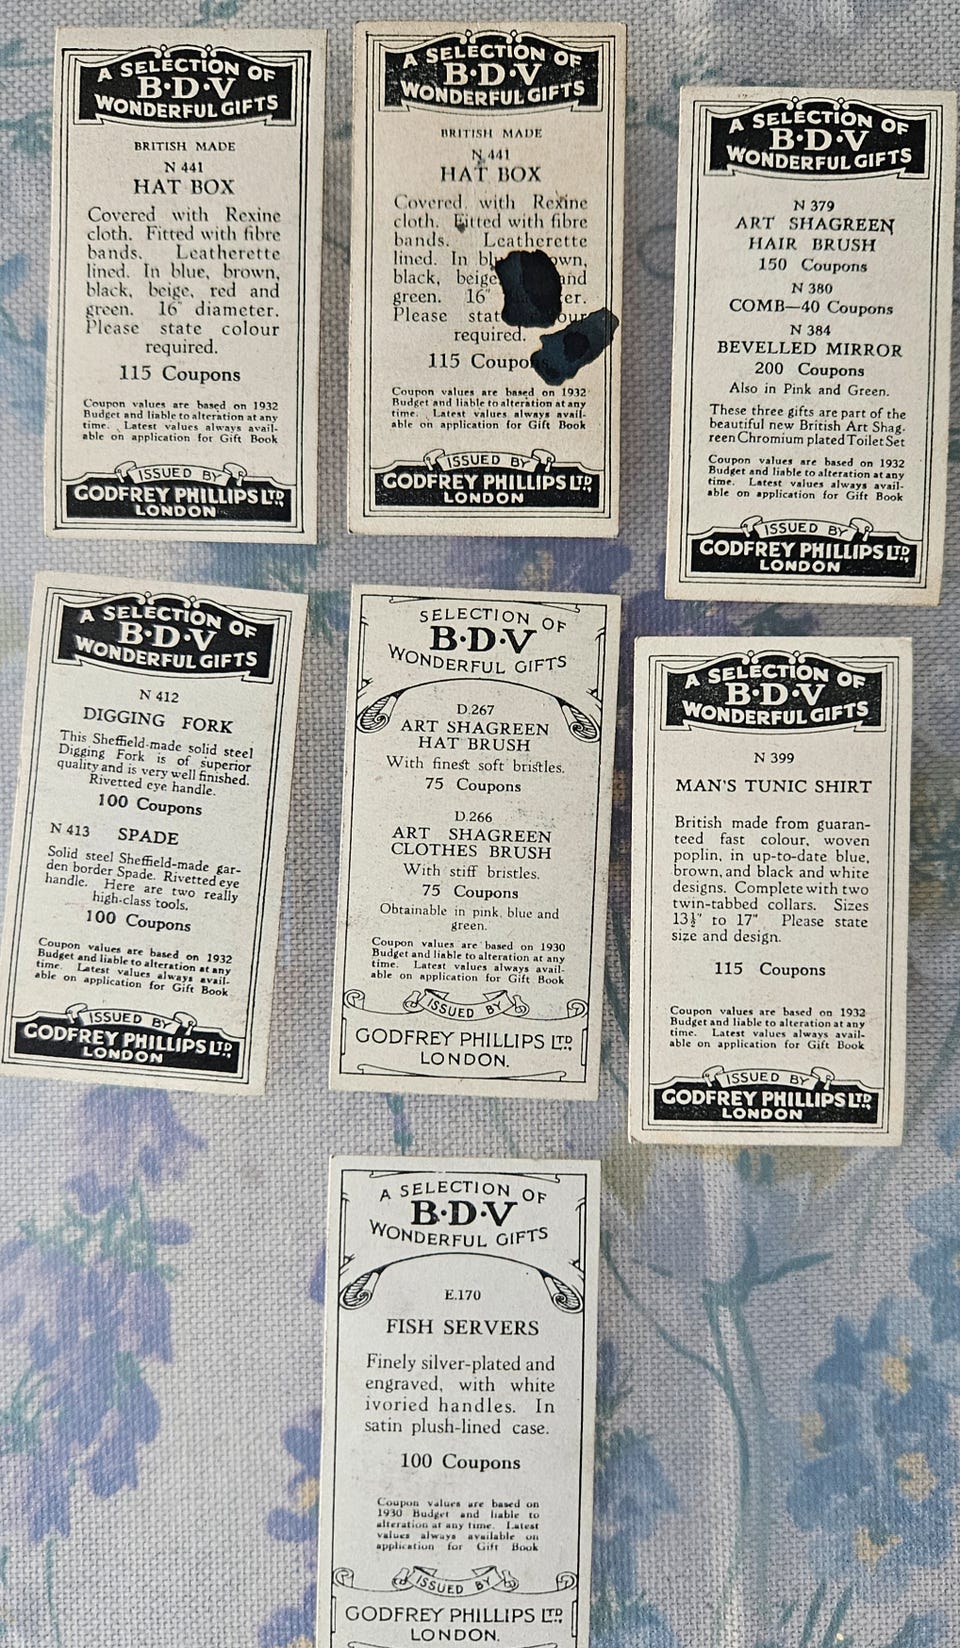 A SELECTION OF
B·D·V
WONDERFUL GIFTS
BRITISH MADE
N 441
HAT BOX
Covered with Rexine
cloth. Fitted with fibre
bands. Leatherette
lined. In blue, brown,
black, beige, red and
green. 16" diameter.
Please state colour
required.
115 Coupons
Coupon values are based on 1932
Budget and liable to alteration at any
time. Latest values always avail-
able on application for Gift Book
ISSUED BY
GODFREY PHILLIPS LTD.
LONDON
A SELECTION OF
B·D·V
WONDERFUL GIFTS
BRITISH MADE
N 441
HAT BOX
Covered with Rexine
cloth. Fitted with fibre
bands. Leatherette
lined. In
black, and
green. 16"
Please
required.
115 Coupons
Coupon values are based on 1932
Budget and liable to alteration at any
time. Latest values always avail-
able on application for Gift Book
ISSUED BY
GODFREY PHILLIPS LTD.
LONDON
A SELECTION OF
B·D·V
WONDERFUL GIFTS
N 379
ART SHAGREEN
HAIR BRUSH
150 Coupons
N 380
COMB—40 Coupons
N 384
BEVELLED MIRROR
200 Coupons
Also in Pink and Green.
These three gifts are part of the
beautiful new British Art Shag-
reen Chromium plated Toilet Set
Coupon values are based on 1932
Budget and liable to alteration at any
time. Latest values always avail-
able on application for Gift Book
ISSUED BY
GODFREY PHILLIPS LTD.
LONDON
A SELECTION OF
B·D·V
WONDERFUL GIFTS
N 412
DIGGING FORK
This Sheffield-made solid steel
Digging Fork is of superior
quality and is very well finished.
Rivetted eye handle.
100 Coupons
N 413 SPADE
Solid steel Sheffield-made gar-
den border Spade. Rivetted eye
handle. Here are two really
high-class tools.
100 Coupons
Coupon values are based on 1932
Budget and liable to alteration at any
time. Latest values always avail-
able on application for Gift Book
ISSUED BY
GODFREY PHILLIPS LTD.
LONDON
SELECTION OF
B·D·V
WONDERFUL GIFTS
D.267
ART SHAGREEN
HAT BRUSH
With finest soft bristles.
75 Coupons
D.266
ART SHAGREEN
CLOTHES BRUSH
With stiff bristles.
75 Coupons
Obtainable in pink, blue and
green.
Coupon values are based on 1930
Budget and liable to alteration at any
time. Latest values always avail-
able on application for Gift Book
ISSUED BY
GODFREY PHILLIPS LTD.
LONDON.
A SELECTION OF
B·D·V
WONDERFUL GIFTS
N 399
MAN'S TUNIC SHIRT
British made from guaran-
teed fast colour, woven
poplin, in up-to-date blue,
brown, and black and white
designs. Complete with two
twin-tabbed collars. Sizes
13½" to 17". Please state
size and design.
115 Coupons
Coupon values are based on 1932
Budget and liable to alteration at any
time. Latest values always avail-
able on application for Gift Book
ISSUED BY
GODFREY PHILLIPS LTD.
LONDON
A SELECTION OF
B·D·V
WONDERFUL GIFTS
E.170
FISH SERVERS
Finely silver-plated and
engraved, with white
ivoried handles. In
satin plush-lined case.
100 Coupons
Coupon values are based on
1930 Budget and liable to
alteration at any time. Latest
values always available on
application for Gift Book
ISSUED BY
GODFREY PHILLIPS LTD.
LONDON.